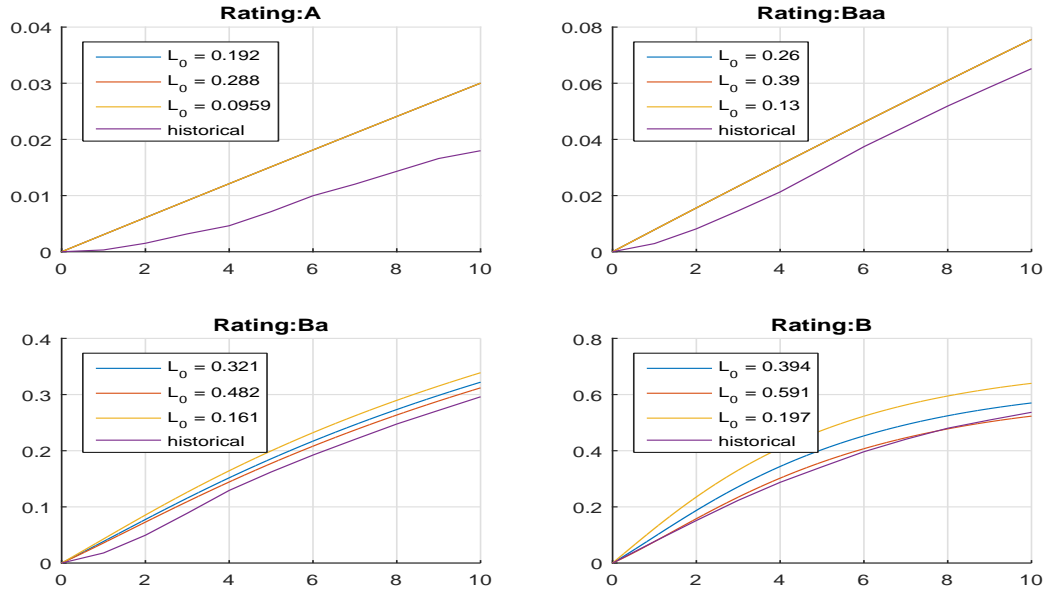 Rating:A
0.04
0.03
0.02
0.01
0
0 2 4 6 8 10
L0 = 0.192
L0 = 0.288
L0 = 0.0959
historical
Rating:Baa
0.08
0.06
0.04
0.02
0
0 2 4 6 8 10
L0 = 0.26
L0 = 0.39
L0 = 0.13
historical
Rating:Ba
0.4
0.3
0.2
0.1
0
0 2 4 6 8 10
L0 = 0.321
L0 = 0.482
L0 = 0.161
historical
Rating:B
0.8
0.6
0.4
0.2
0
0 2 4 6 8 10
L0 = 0.394
L0 = 0.591
L0 = 0.197
historical